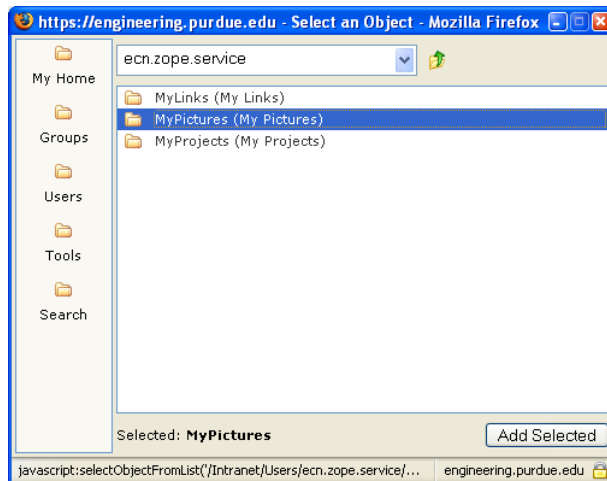 https://engineering.purdue.edu - Select an Object - Mozilla Firefox
My Home
Groups
Users
Tools
Search
ecn.zope.service
MyLinks (My Links)
MyPictures (My Pictures)
MyProjects (My Projects)
Selected: MyPictures
Add Selected
javascript:selectObjectFromList('/Intranet/Users/ecn.zope.service/...
engineering.purdue.edu